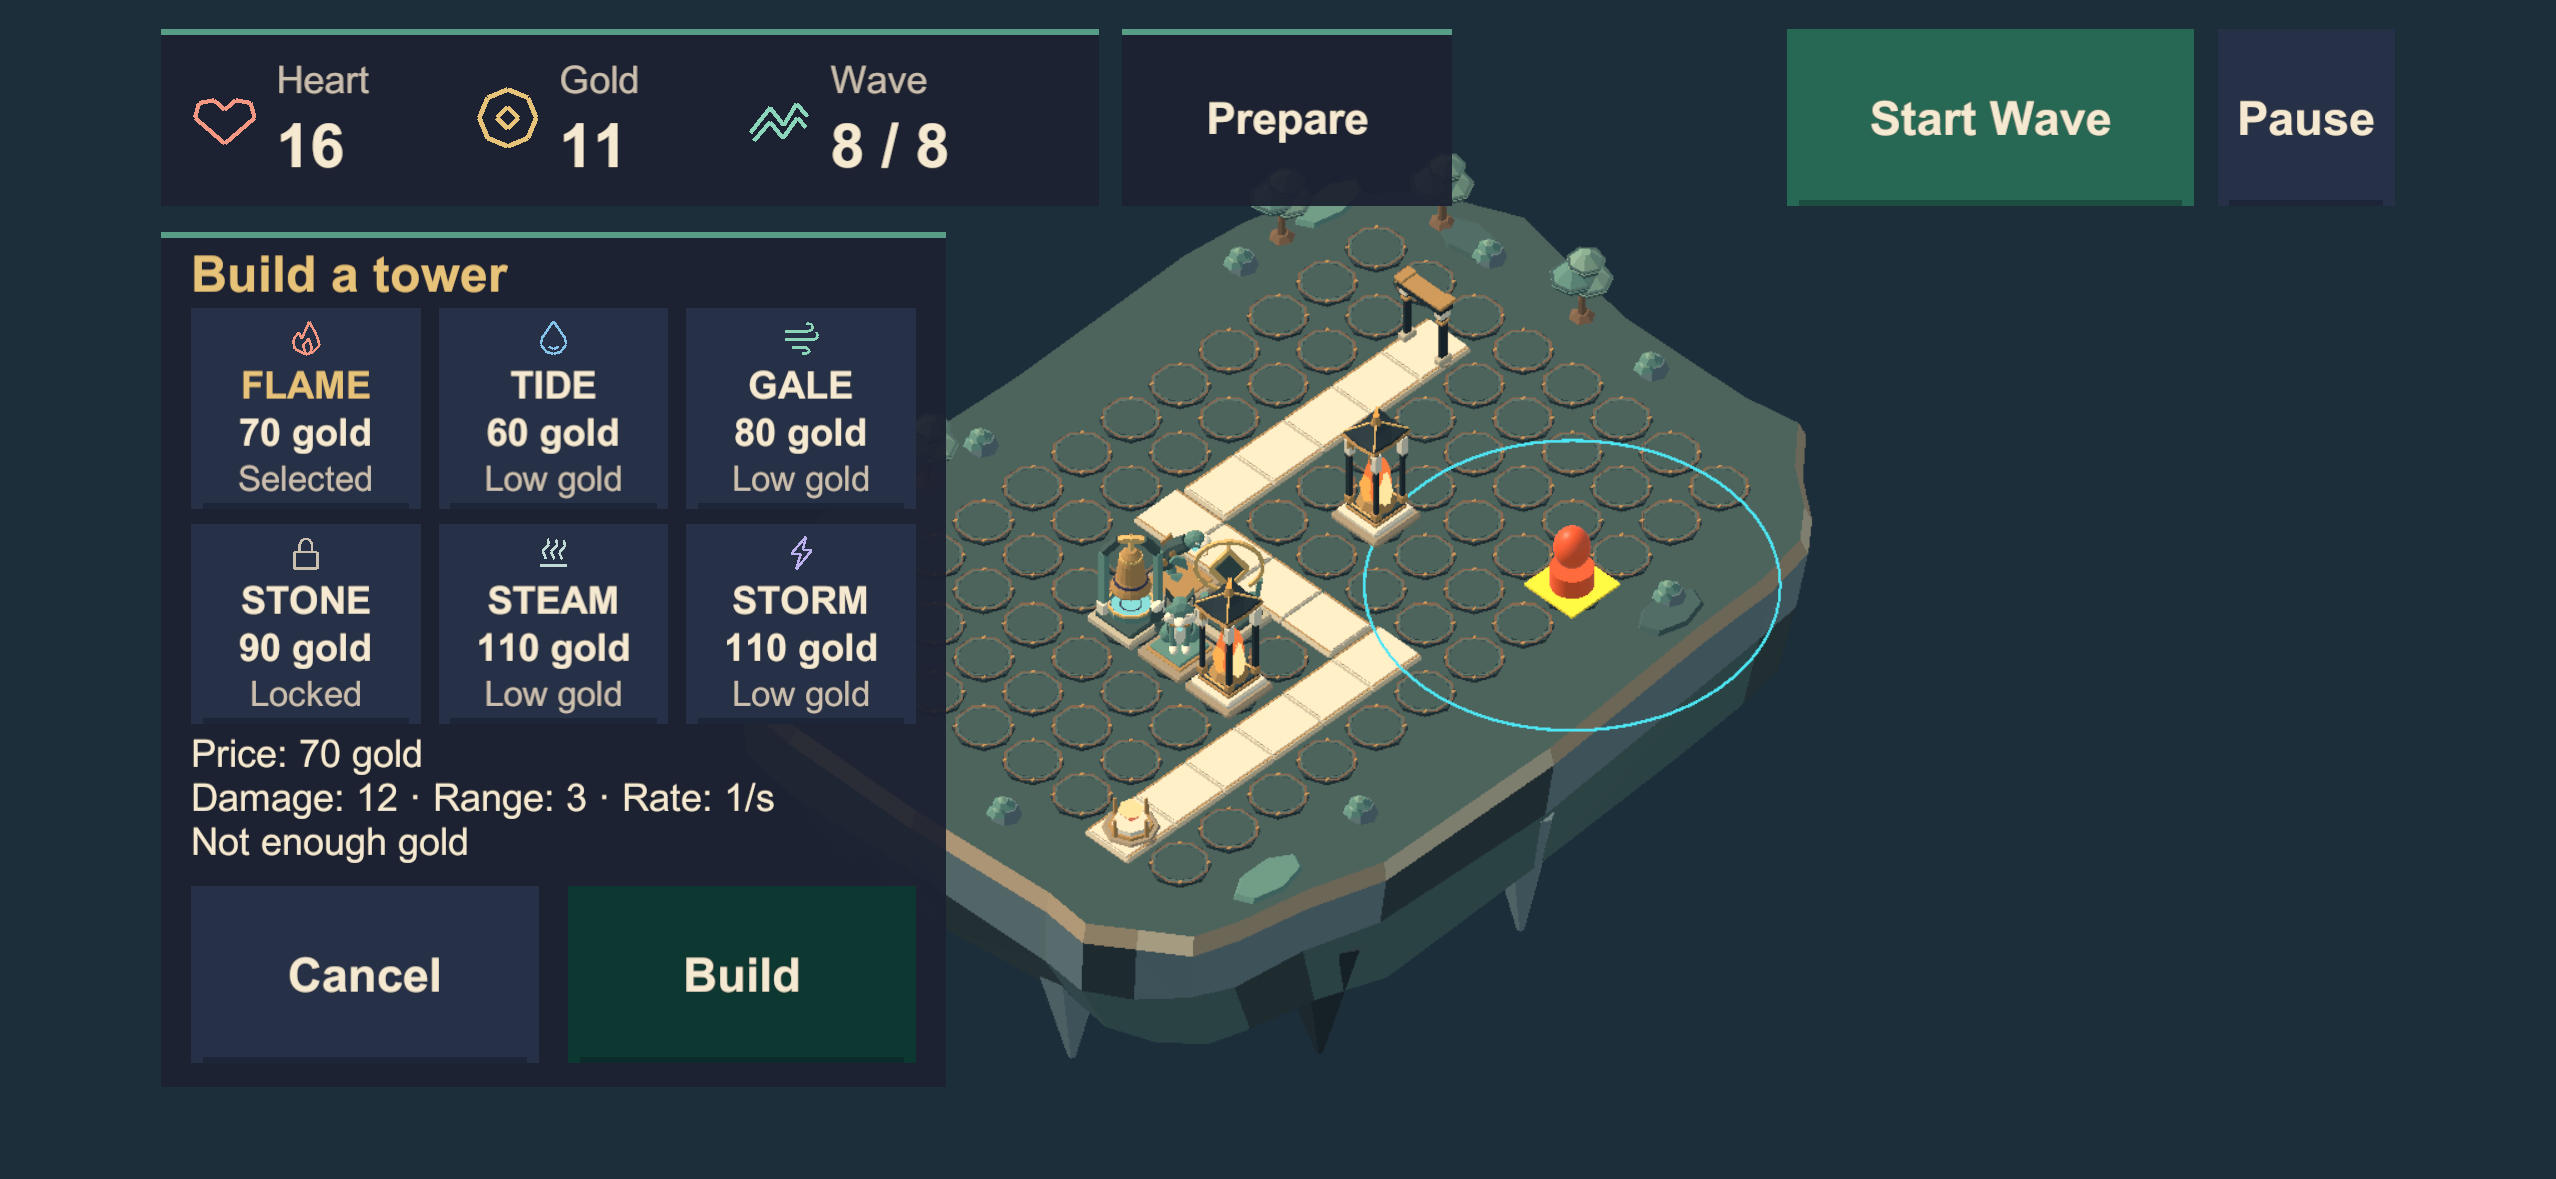 Heart
16
Gold
11
Wave
8 / 8
Prepare
Start Wave
Pause
Build a tower
FLAME
70 gold
Selected
TIDE
60 gold
Low gold
GALE
80 gold
Low gold
STONE
90 gold
Locked
STEAM
110 gold
Low gold
STORM
110 gold
Low gold
Price: 70 gold
Damage: 12 · Range: 3 · Rate: 1/s
Not enough gold
Cancel
Build